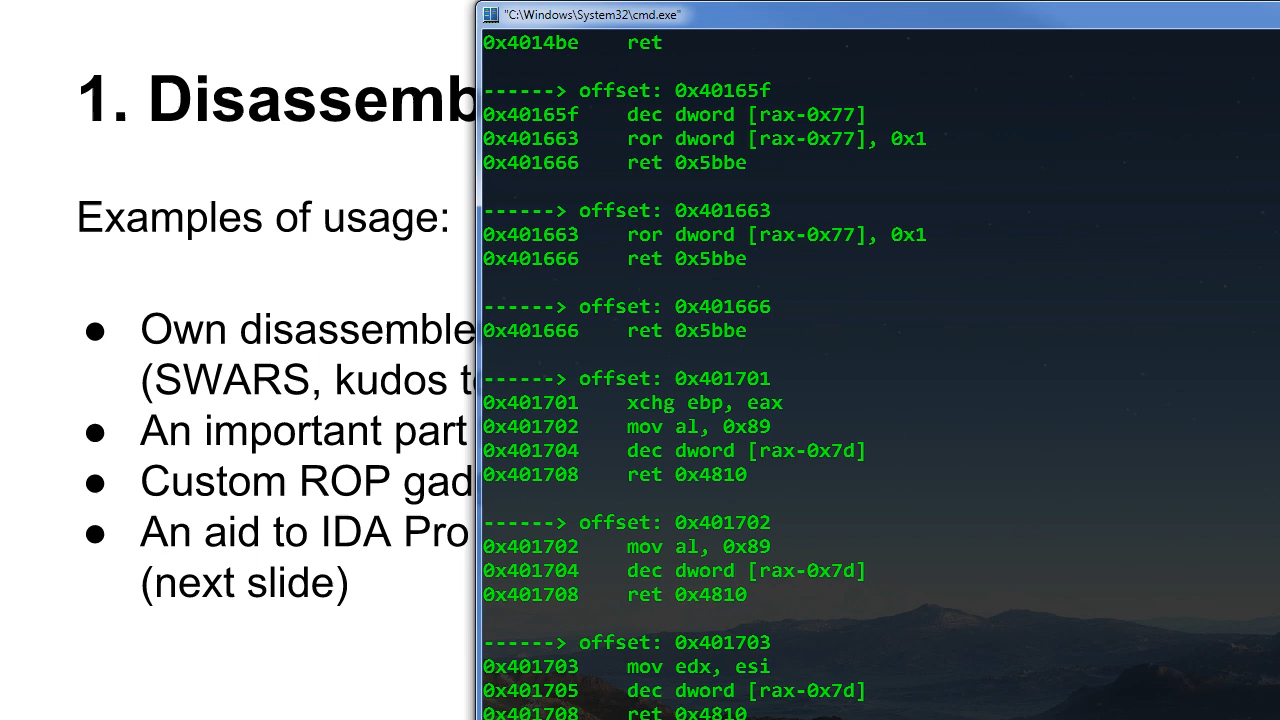 1. Disassemb
Examples of usage:
● Own disassemble
(SWARS, kudos t
● An important part
● Custom ROP gad
● An aid to IDA Pro
(next slide)
"C:\Windows\System32\cmd.exe"
0x4014be    ret
------> offset: 0x40165f
0x40165f    dec dword [rax-0x77]
0x401663    ror dword [rax-0x77], 0x1
0x401666    ret 0x5bbe
------> offset: 0x401663
0x401663    ror dword [rax-0x77], 0x1
0x401666    ret 0x5bbe
------> offset: 0x401666
0x401666    ret 0x5bbe
------> offset: 0x401701
0x401701    xchg ebp, eax
0x401702    mov al, 0x89
0x401704    dec dword [rax-0x7d]
0x401708    ret 0x4810
------> offset: 0x401702
0x401702    mov al, 0x89
0x401704    dec dword [rax-0x7d]
0x401708    ret 0x4810
------> offset: 0x401703
0x401703    mov edx, esi
0x401705    dec dword [rax-0x7d]
0x401708    ret 0x4810